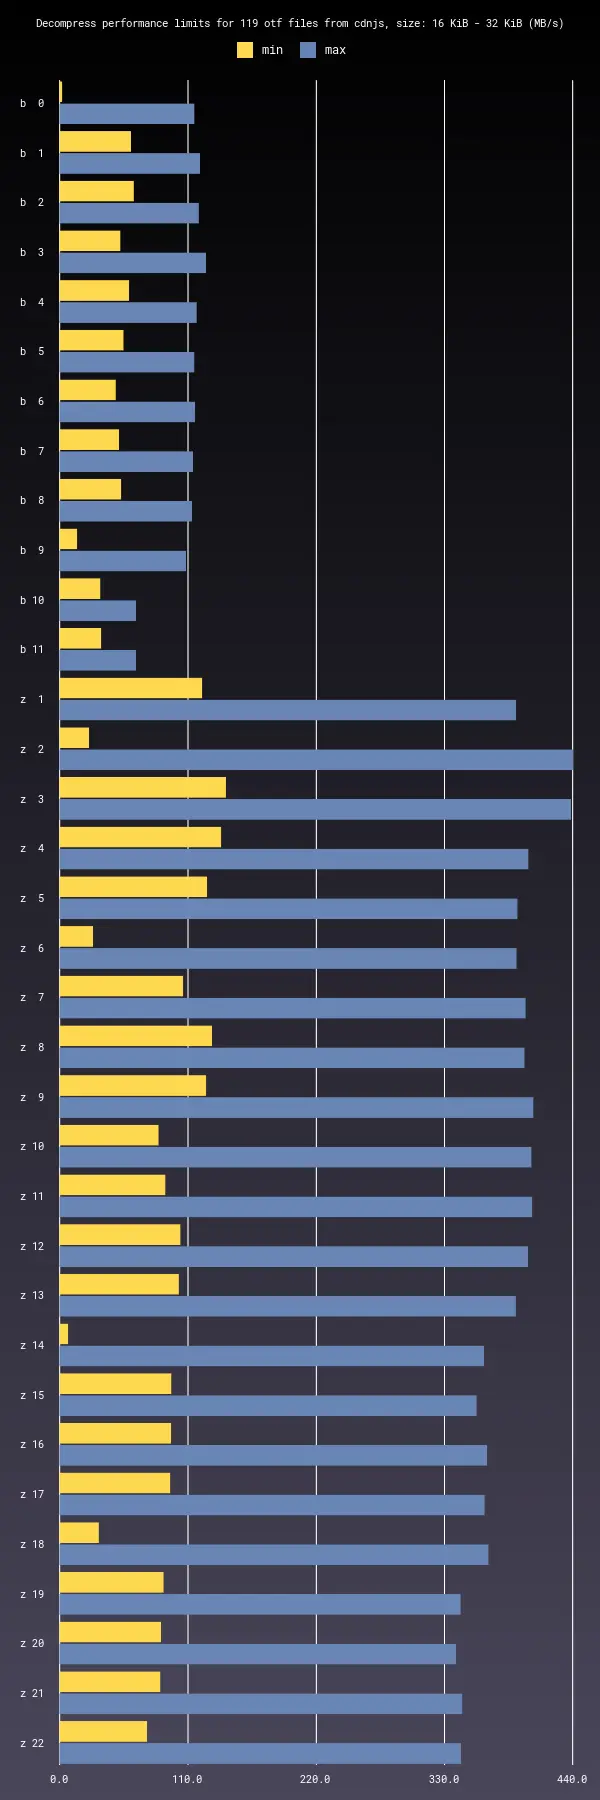 Decompress performance limits for 119 otf files from cdnjs, size: 16 KiB - 32 KiB (MB/s)
min max
b 0
b 1
b 2
b 3
b 4
b 5
b 6
b 7
b 8
b 9
b 10
b 11
z 1
z 2
z 3
z 4
z 5
z 6
z 7
z 8
z 9
z 10
z 11
z 12
z 13
z 14
z 15
z 16
z 17
z 18
z 19
z 20
z 21
z 22
0.0 110.0 220.0 330.0 440.0